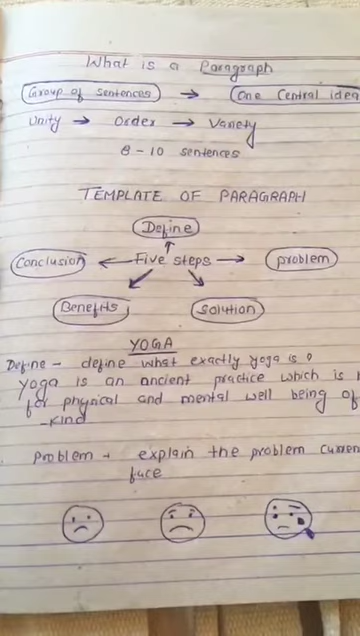 What is a Paragraph
Group of sentences → One Central idea
Unity → Order → Variety
8 - 10 sentences
TEMPLATE OF PARAGRAPH
Define
Conclusion ← Five steps → problem
Benefits solution
YOGA
Define - define what exactly yoga is ?
yoga is an ancient practice which is
for physical and mental well being of
-kind
problem → explain the problem curren
face